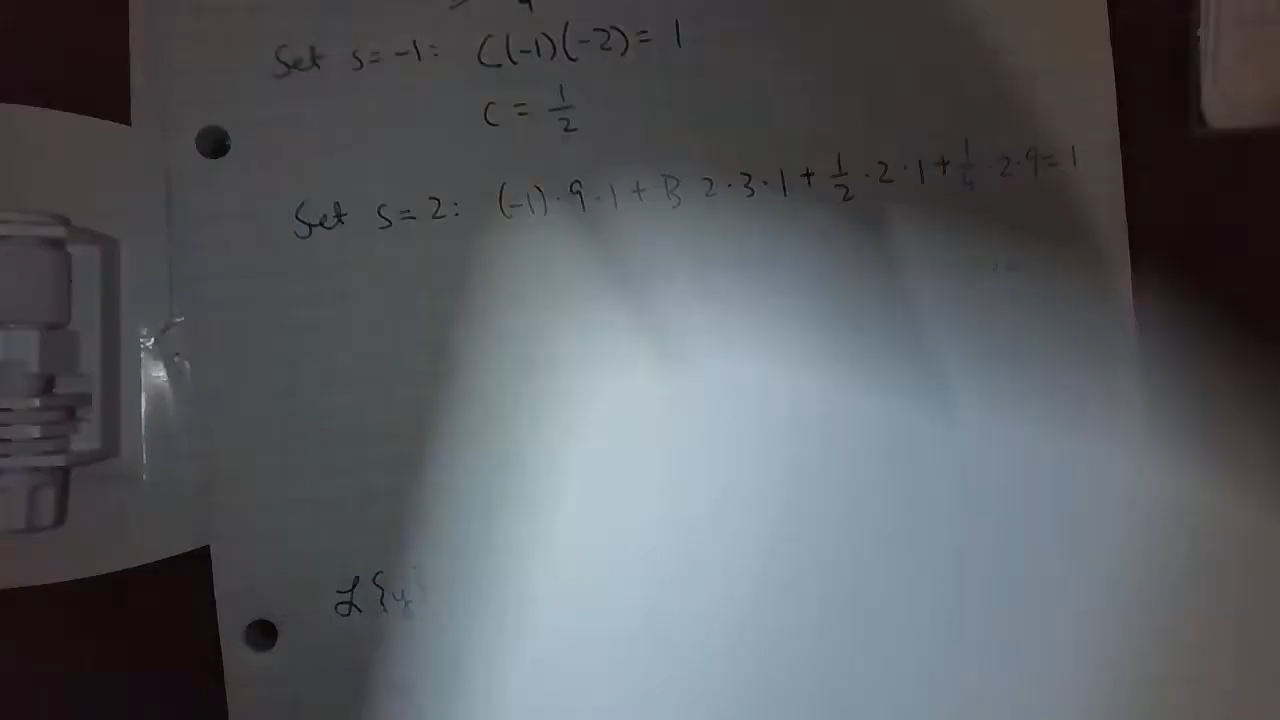 Set s=-1: C(-1)(-2)=1
C = 1/2
Set s=2: (-1)·9·1+B 2·3·1+1/2·2·1+1/4·2·9=1
L{y